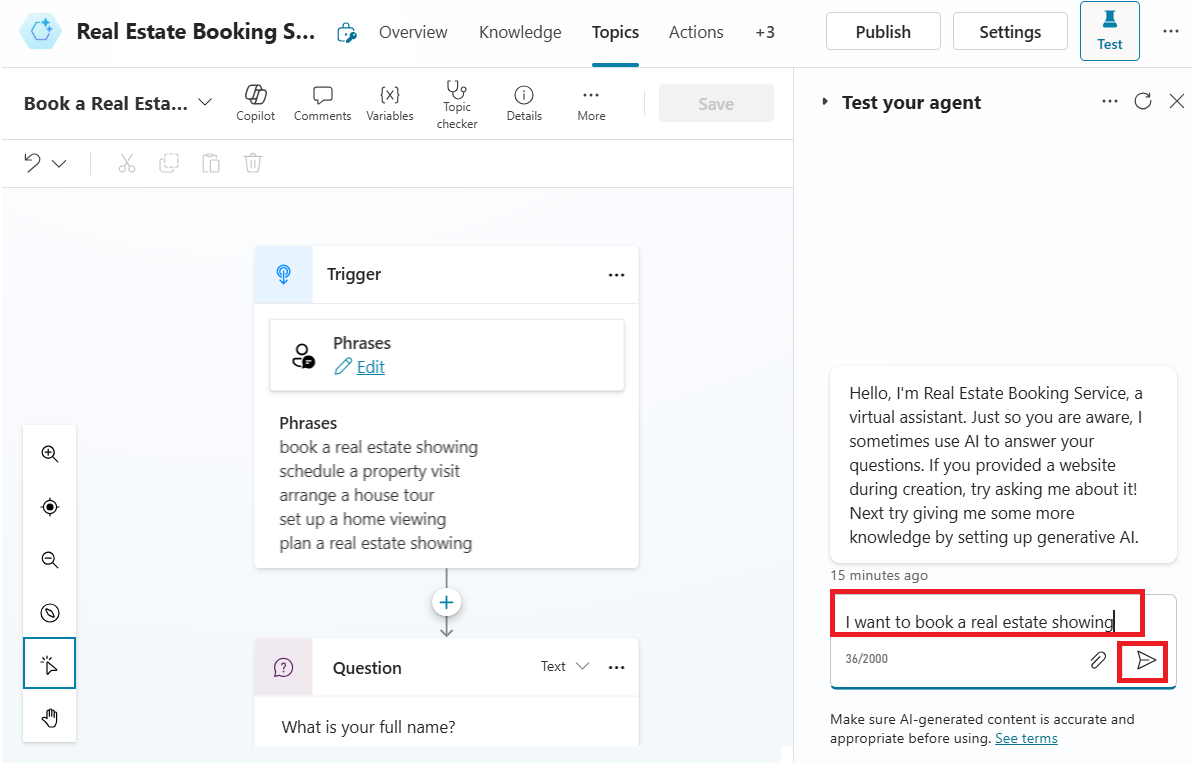 Real Estate Booking S...
Overview
Knowledge
Topics
Actions
+3
Publish
Settings
Test
Book a Real Esta...
Copilot
Comments
{x}
Variables
Topic
checker
Details
More
Save
Trigger
Phrases
Edit
Phrases
book a real estate showing
schedule a property visit
arrange a house tour
set up a home viewing
plan a real estate showing
Question
Text
What is your full name?
Test your agent
Hello, I'm Real Estate Booking Service, a
virtual assistant. Just so you are aware, I
sometimes use AI to answer your
questions. If you provided a website
during creation, try asking me about it!
Next try giving me some more
knowledge by setting up generative AI.
15 minutes ago
I want to book a real estate showing
36/2000
Make sure AI-generated content is accurate and
appropriate before using. See terms